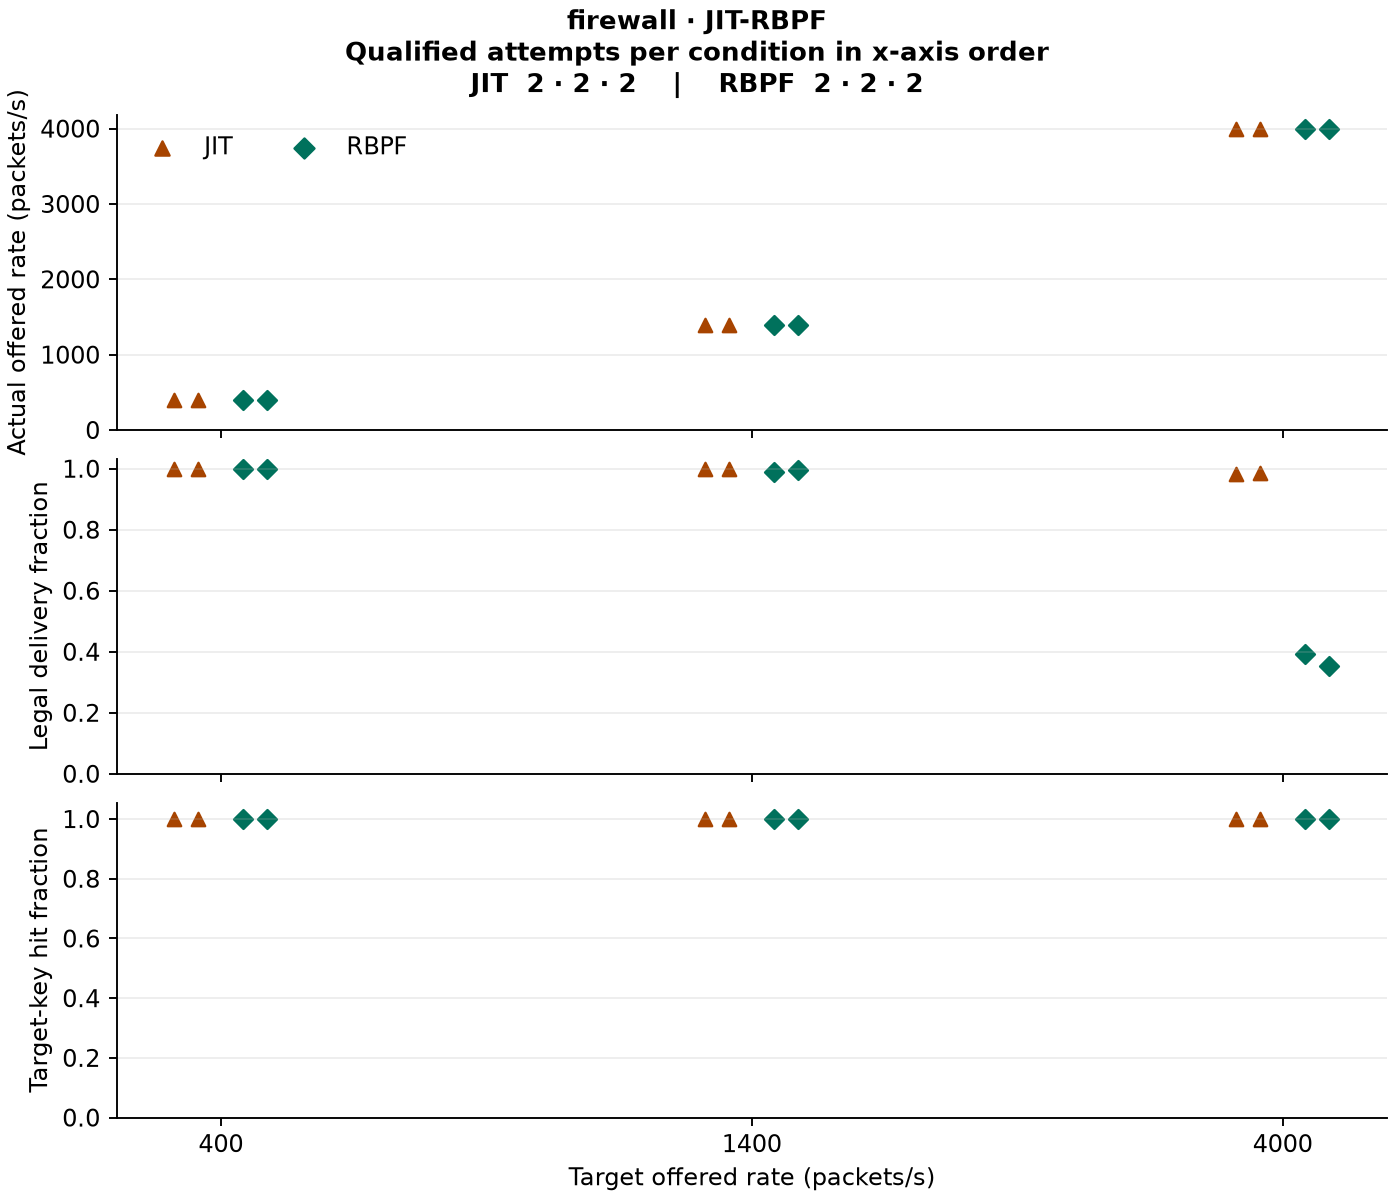 firewall · JIT-RBPF
Qualified attempts per condition in x-axis order
JIT  2 · 2 · 2    |    RBPF  2 · 2 · 2
Actual offered rate (packets/s)
4000
3000
2000
1000
0
JIT
RBPF
Legal delivery fraction
1.0
0.8
0.6
0.4
0.2
0.0
Target-key hit fraction
1.0
0.8
0.6
0.4
0.2
0.0
400
1400
4000
Target offered rate (packets/s)